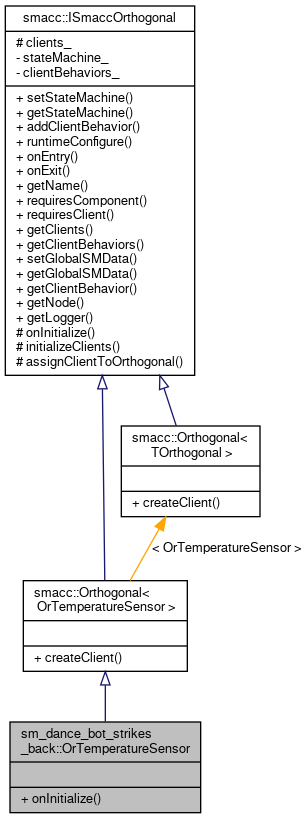 smacc::ISmaccOrthogonal
# clients_
- stateMachine_
- clientBehaviors_
+ setStateMachine()
+ getStateMachine()
+ addClientBehavior()
+ runtimeConfigure()
+ onEntry()
+ onExit()
+ getName()
+ requiresComponent()
+ requiresClient()
+ getClients()
+ getClientBehaviors()
+ setGlobalSMData()
+ getGlobalSMData()
+ getClientBehavior()
+ getNode()
+ getLogger()
# onInitialize()
# initializeClients()
# assignClientToOrthogonal()
smacc::Orthogonal<
TOrthogonal >
+ createClient()
< OrTemperatureSensor >
smacc::Orthogonal<
OrTemperatureSensor >
+ createClient()
sm_dance_bot_strikes
_back::OrTemperatureSensor
+ onInitialize()